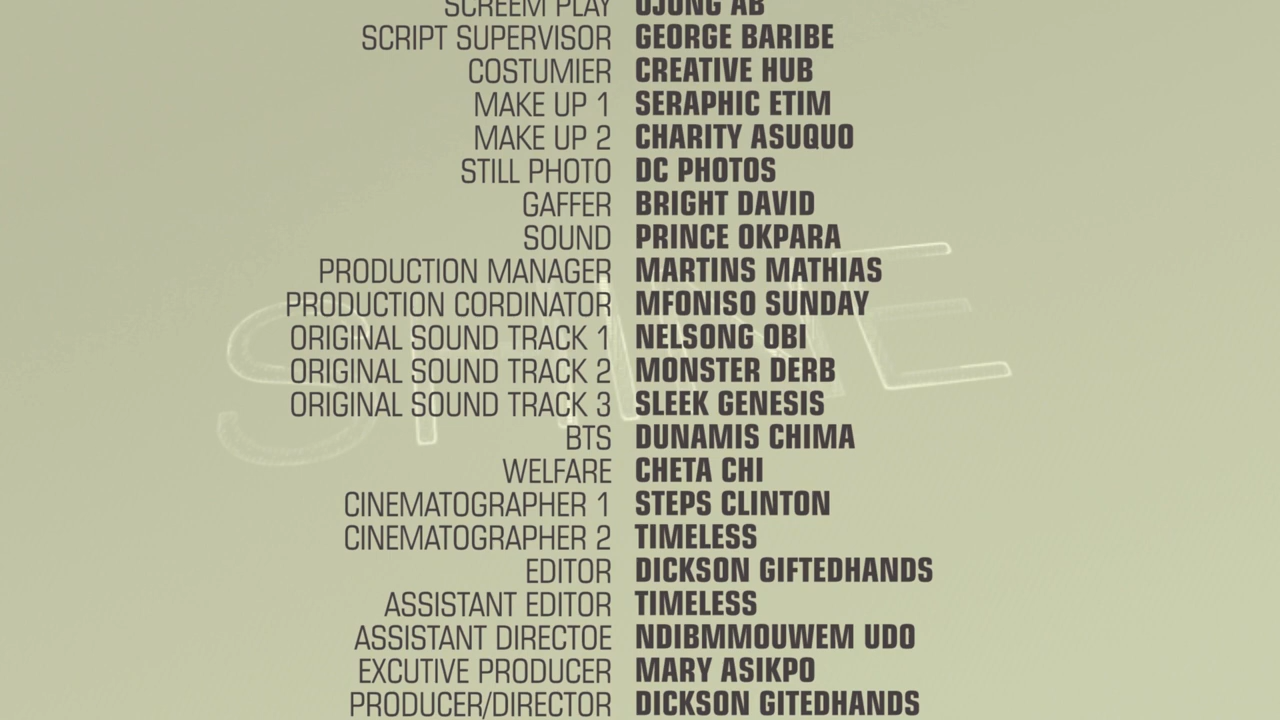 SCREEM PLAY UJONG AB
SCRIPT SUPERVISOR GEORGE BARIBE
COSTUMIER CREATIVE HUB
MAKE UP 1 SERAPHIC ETIM
MAKE UP 2 CHARITY ASUQUO
STILL PHOTO DC PHOTOS
GAFFER BRIGHT DAVID
SOUND PRINCE OKPARA
PRODUCTION MANAGER MARTINS MATHIAS
PRODUCTION CORDINATOR MFONISO SUNDAY
ORIGINAL SOUND TRACK 1 NELSONG OBI
ORIGINAL SOUND TRACK 2 MONSTER DERB
ORIGINAL SOUND TRACK 3 SLEEK GENESIS
BTS DUNAMIS CHIMA
WELFARE CHETA CHI
CINEMATOGRAPHER 1 STEPS CLINTON
CINEMATOGRAPHER 2 TIMELESS
EDITOR DICKSON GIFTEDHANDS
ASSISTANT EDITOR TIMELESS
ASSISTANT DIRECTOE NDIBMMOUWEM UDO
EXCUTIVE PRODUCER MARY ASIKPO
PRODUCER/DIRECTOR DICKSON GITEDHANDS
SHINE